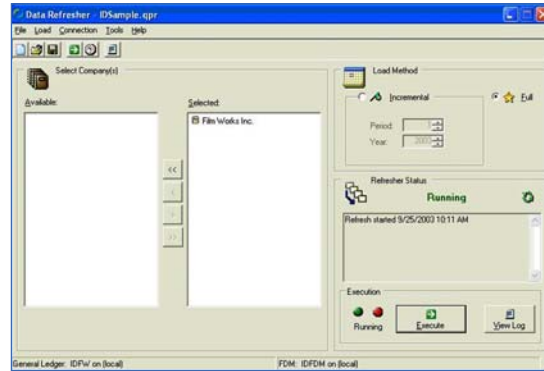 Data Refresher - IDSample.qpr
File Load Connection Tools Help
Select Company(s)
Available:
Selected:
Film Works Inc.
<<
<
>
>>
Load Method
Incremental
Full
Period:
Year: 2003
Refresher Status
Running
Refresh started 9/25/2003 10:11 AM
Execution
Running
Execute
View Log
General Ledger: IDFW on (local)
FDM: IDFDM on (local)